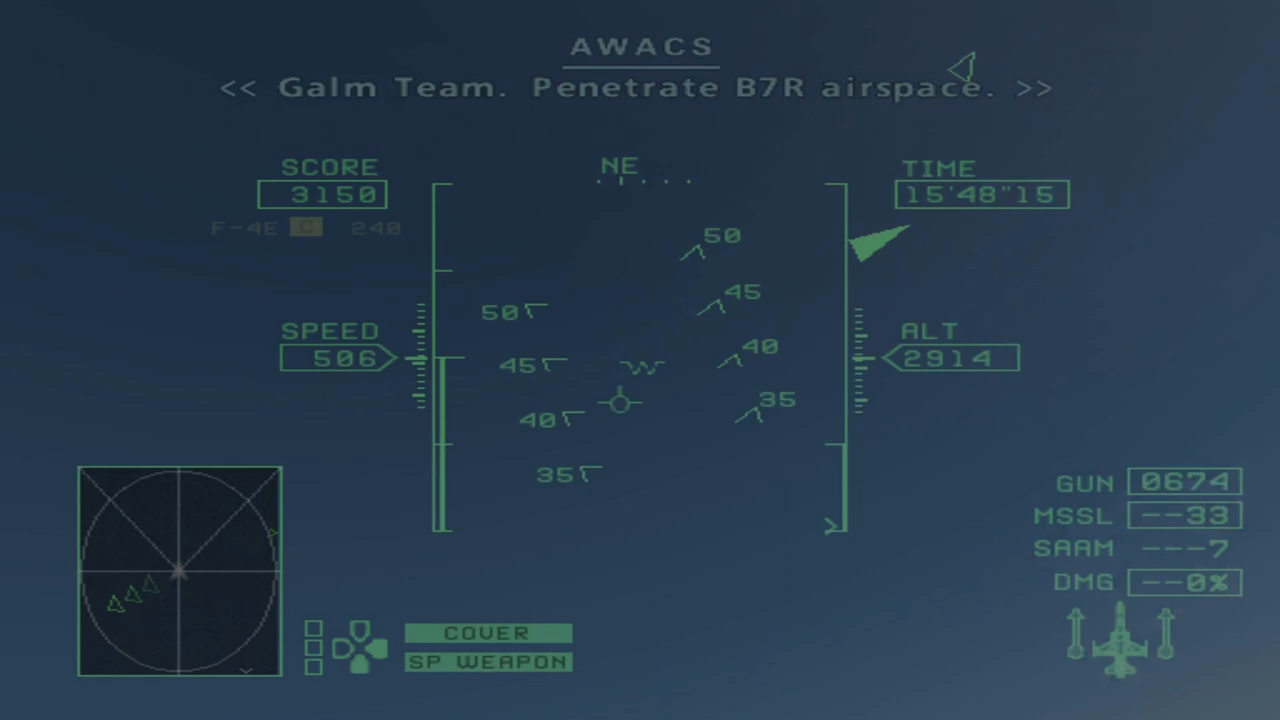 AWACS
<< Galm Team. Penetrate B7R airspace. >>
SCORE
3150
F-4E C 240
NE
TIME
15'48"15
50
45
40
35
50
45
40
35
SPEED
506
ALT
2914
GUN 0674
MSSL --33
SAAM ---7
DMG --0%
COVER
SP WEAPON